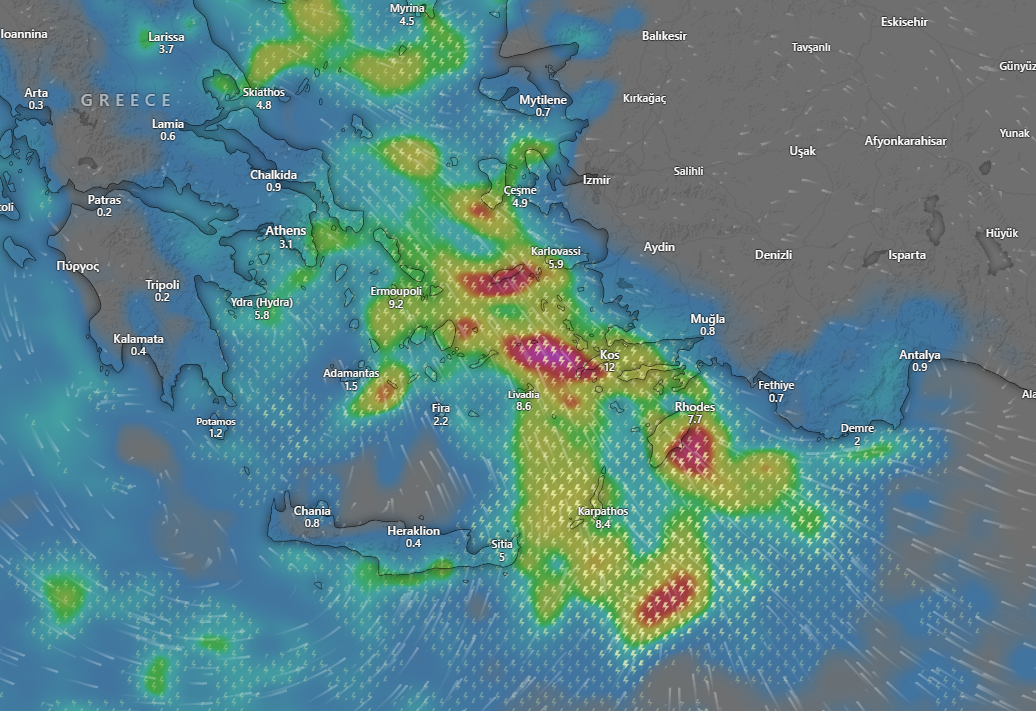 Myrina
4.5
Eskisehir
Ioannina
Larissa
3.7
Balıkesir
Tavşanlı
Arta
0.3
GREECE
Skiathos
4.8
Mytilene
0.7
Kırkağaç
Lamia
0.6
Yunak
Afyonkarahisar
Uşak
Salihli
Chalkida
0.9
Izmir
Çeşme
4.9
Patras
0.2
Athens
3.1
Hüyük
Karlovassi
5.9
Aydin
Denizli
Isparta
Πύργος
Tripoli
0.2
Ermoupoli
9.2
Ydra (Hydra)
5.8
Muğla
0.8
Kalamata
0.4
Kos
12
Antalya
0.9
Adamantas
1.5
Fethiye
0.7
Livadia
8.6
Fira
2.2
Rhodes
7.7
Potamos
1.2
Demre
2
Chania
0.8
Karpathos
8.4
Heraklion
0.4
Sitia
5